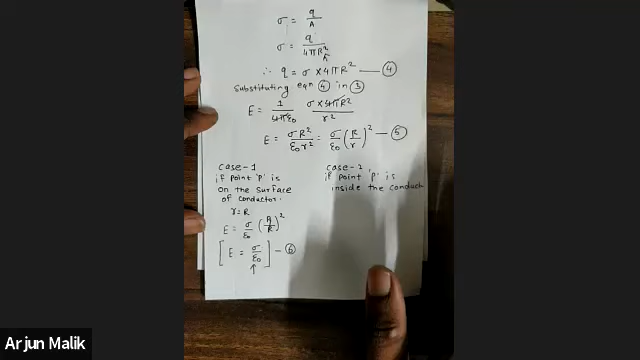 σ = q/A
σ = q/4πR²
∴ q = σ × 4πR² — ④
Substituting eqn ④ in ③
E = 1/4πε₀ σ × 4πR²/r²
E = σR²/ε₀r² = σ/ε₀ (R/r)² — ⑤
Case-1
if point 'P' is
on the surface
of conductor.
r = R
E = σ/ε₀ (R/R)²
[E = σ/ε₀] — ⑥
Case-2
if point 'P' is
inside the conduct
Arjun Malik